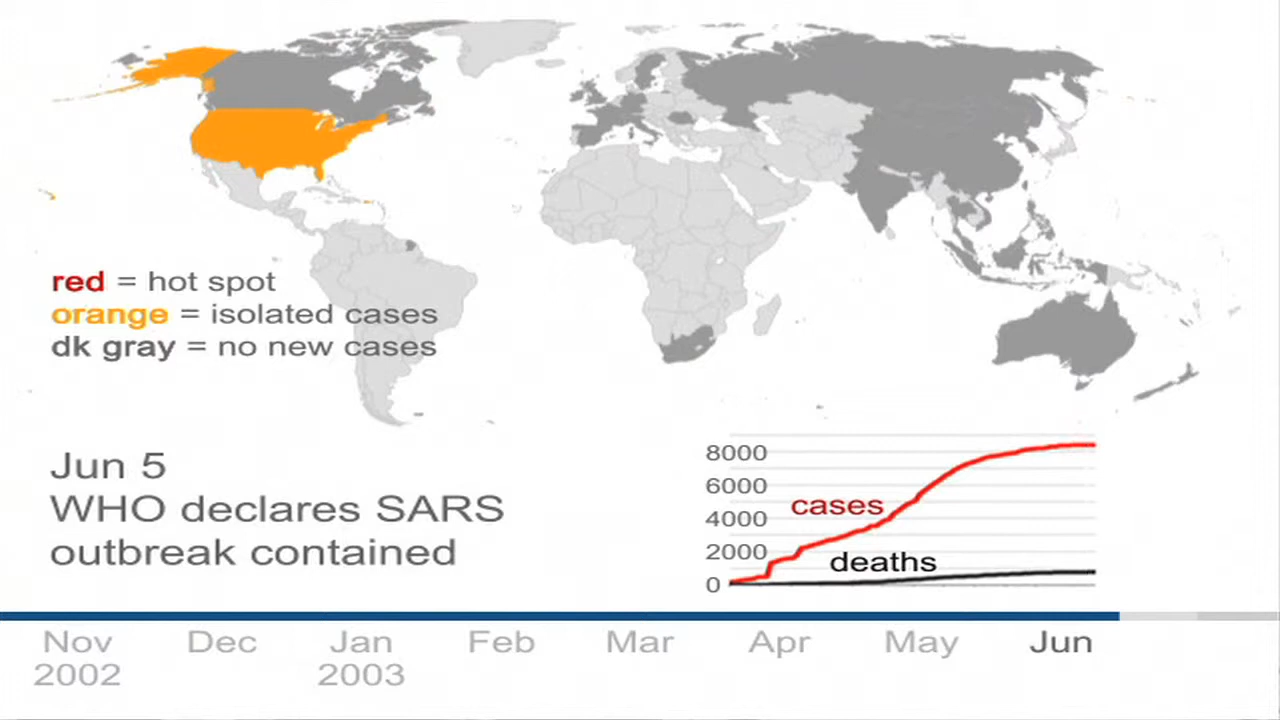 red = hot spot
orange = isolated cases
dk gray = no new cases
Jun 5
WHO declares SARS
outbreak contained
8000
6000
cases
4000
2000
deaths
0
Nov Dec Jan Feb Mar Apr May Jun
2002 2003